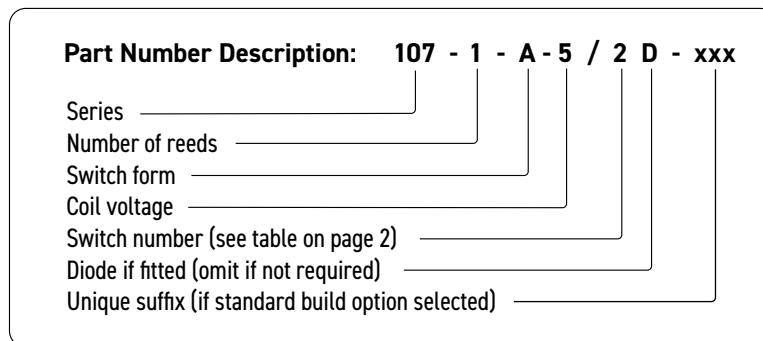 Part Number Description: 107 - 1 - A - 5 / 2 D - xxx
Series
Number of reeds
Switch form
Coil voltage
Switch number (see table on page 2)
Diode if fitted (omit if not required)
Unique suffix (if standard build option selected)